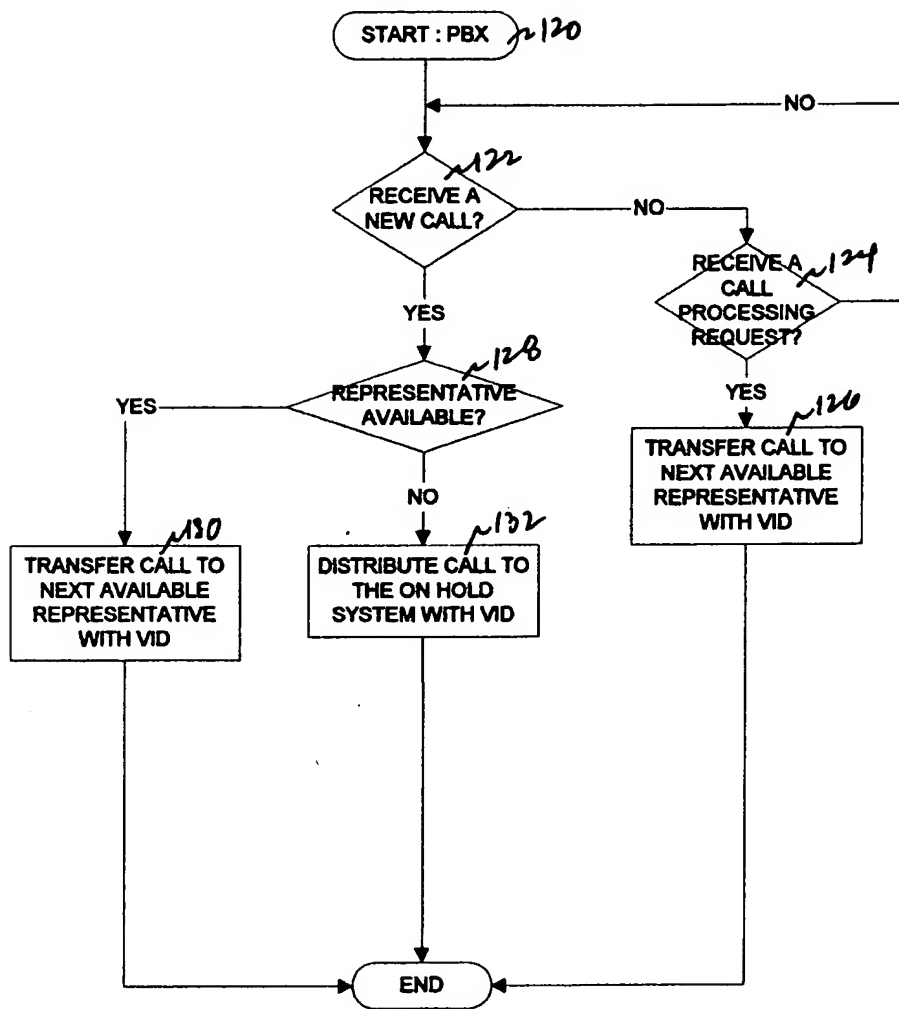 START : PBX 120
NO
122
RECEIVE A
NEW CALL?
NO
124
RECEIVE A
CALL
PROCESSING
REQUEST?
YES
128
REPRESENTATIVE
AVAILABLE?
YES
YES
126
TRANSFER CALL TO
NEXT AVAILABLE
REPRESENTATIVE
WITH VID
NO
130
TRANSFER CALL TO
NEXT AVAILABLE
REPRESENTATIVE
WITH VID
132
DISTRIBUTE CALL TO
THE ON HOLD
SYSTEM WITH VID
END